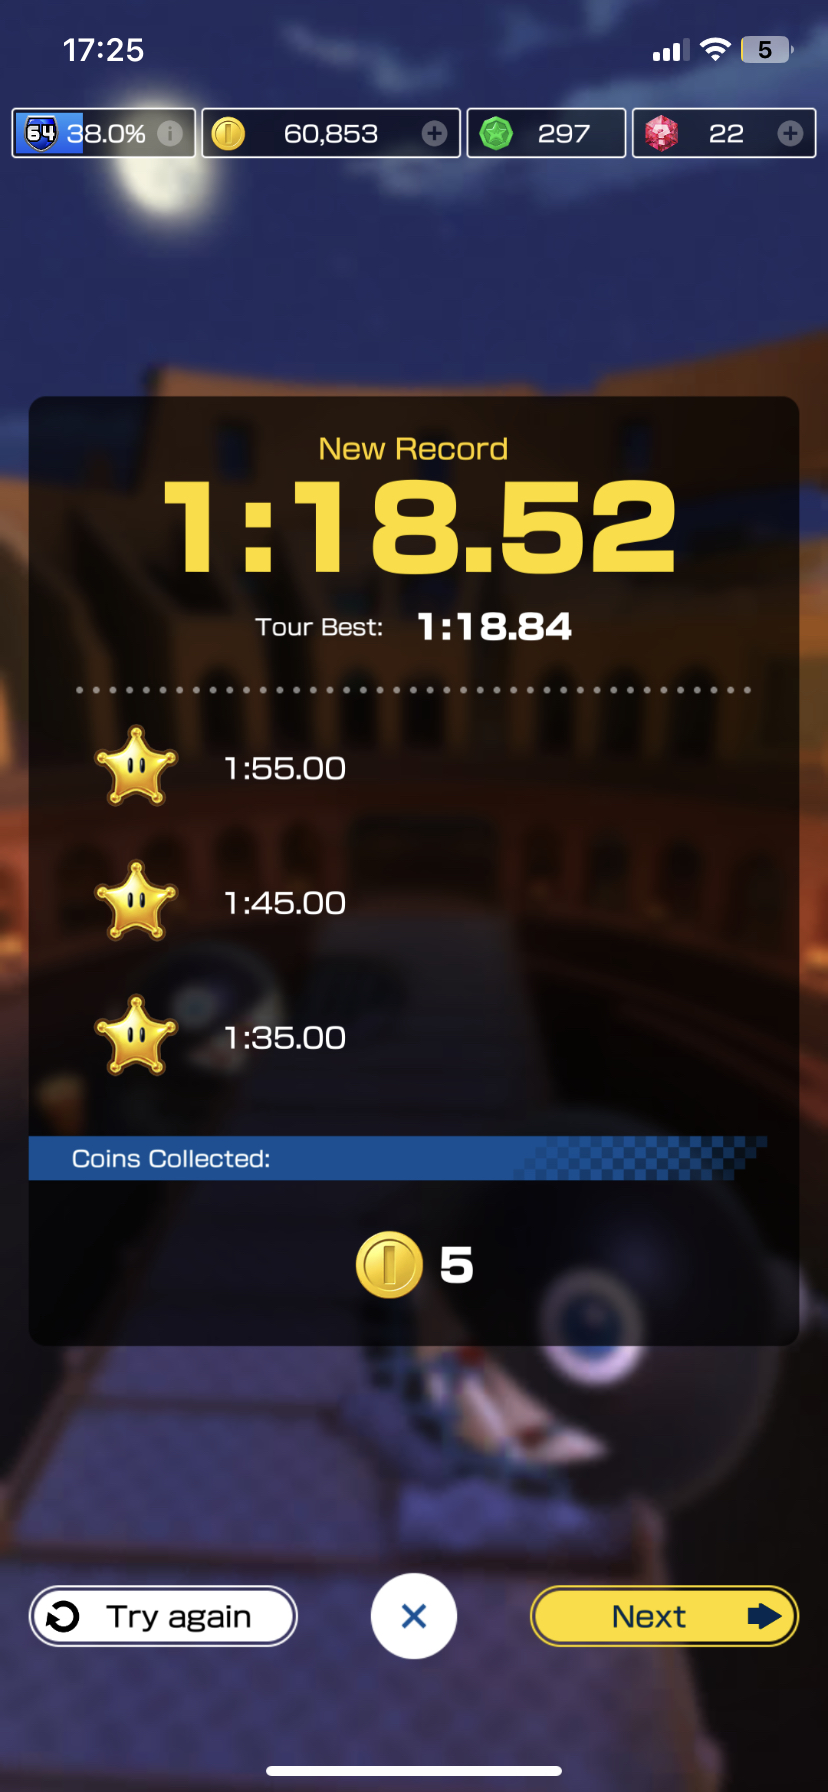 17:25
5
64 38.0% i 60,853 + 297 22 +
New Record
1:18.52
Tour Best: 1:18.84
1:55.00
1:45.00
1:35.00
Coins Collected:
5
Try again × Next